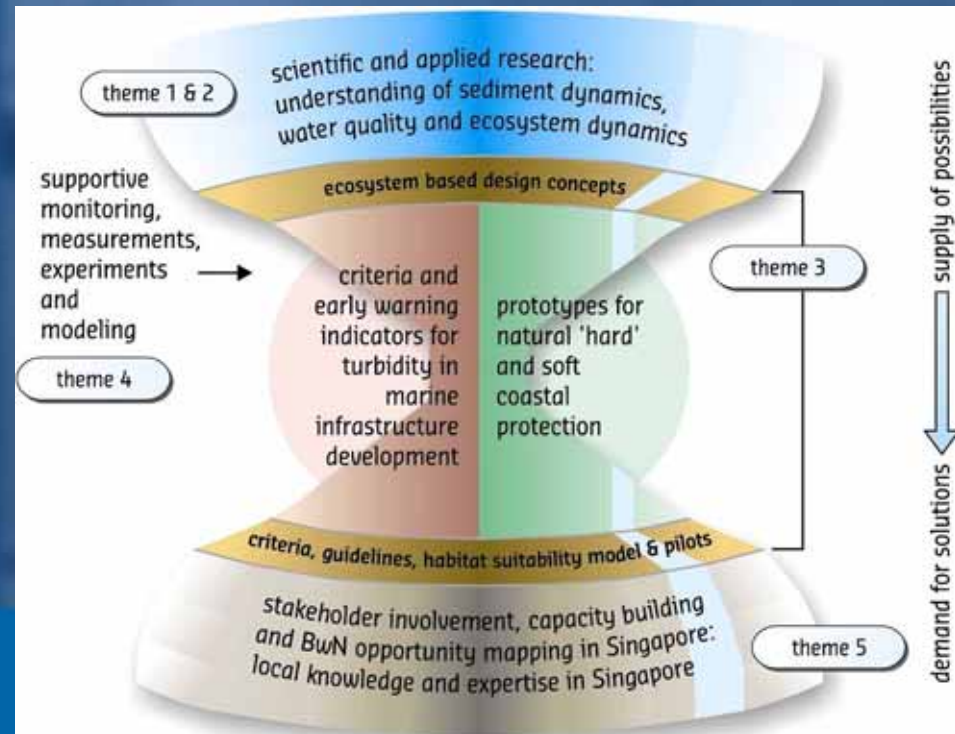 scientific and applied research:
understanding of sediment dynamics,
water quality and ecosystem dynamics
theme 1 & 2
ecosystem based design concepts
supportive
monitoring,
measurements,
experiments
and
modeling
theme 4
criteria and
early warning
indicators for
turbidity in
marine
infrastructure
development
prototypes for
natural 'hard'
and soft
coastal
protection
theme 3
criteria, guidelines, habitat suitability model & pilots
stakeholder involvement, capacity building
and BwN opportunity mapping in Singapore:
local knowledge and expertise in Singapore
theme 5
supply of possibilities
demand for solutions